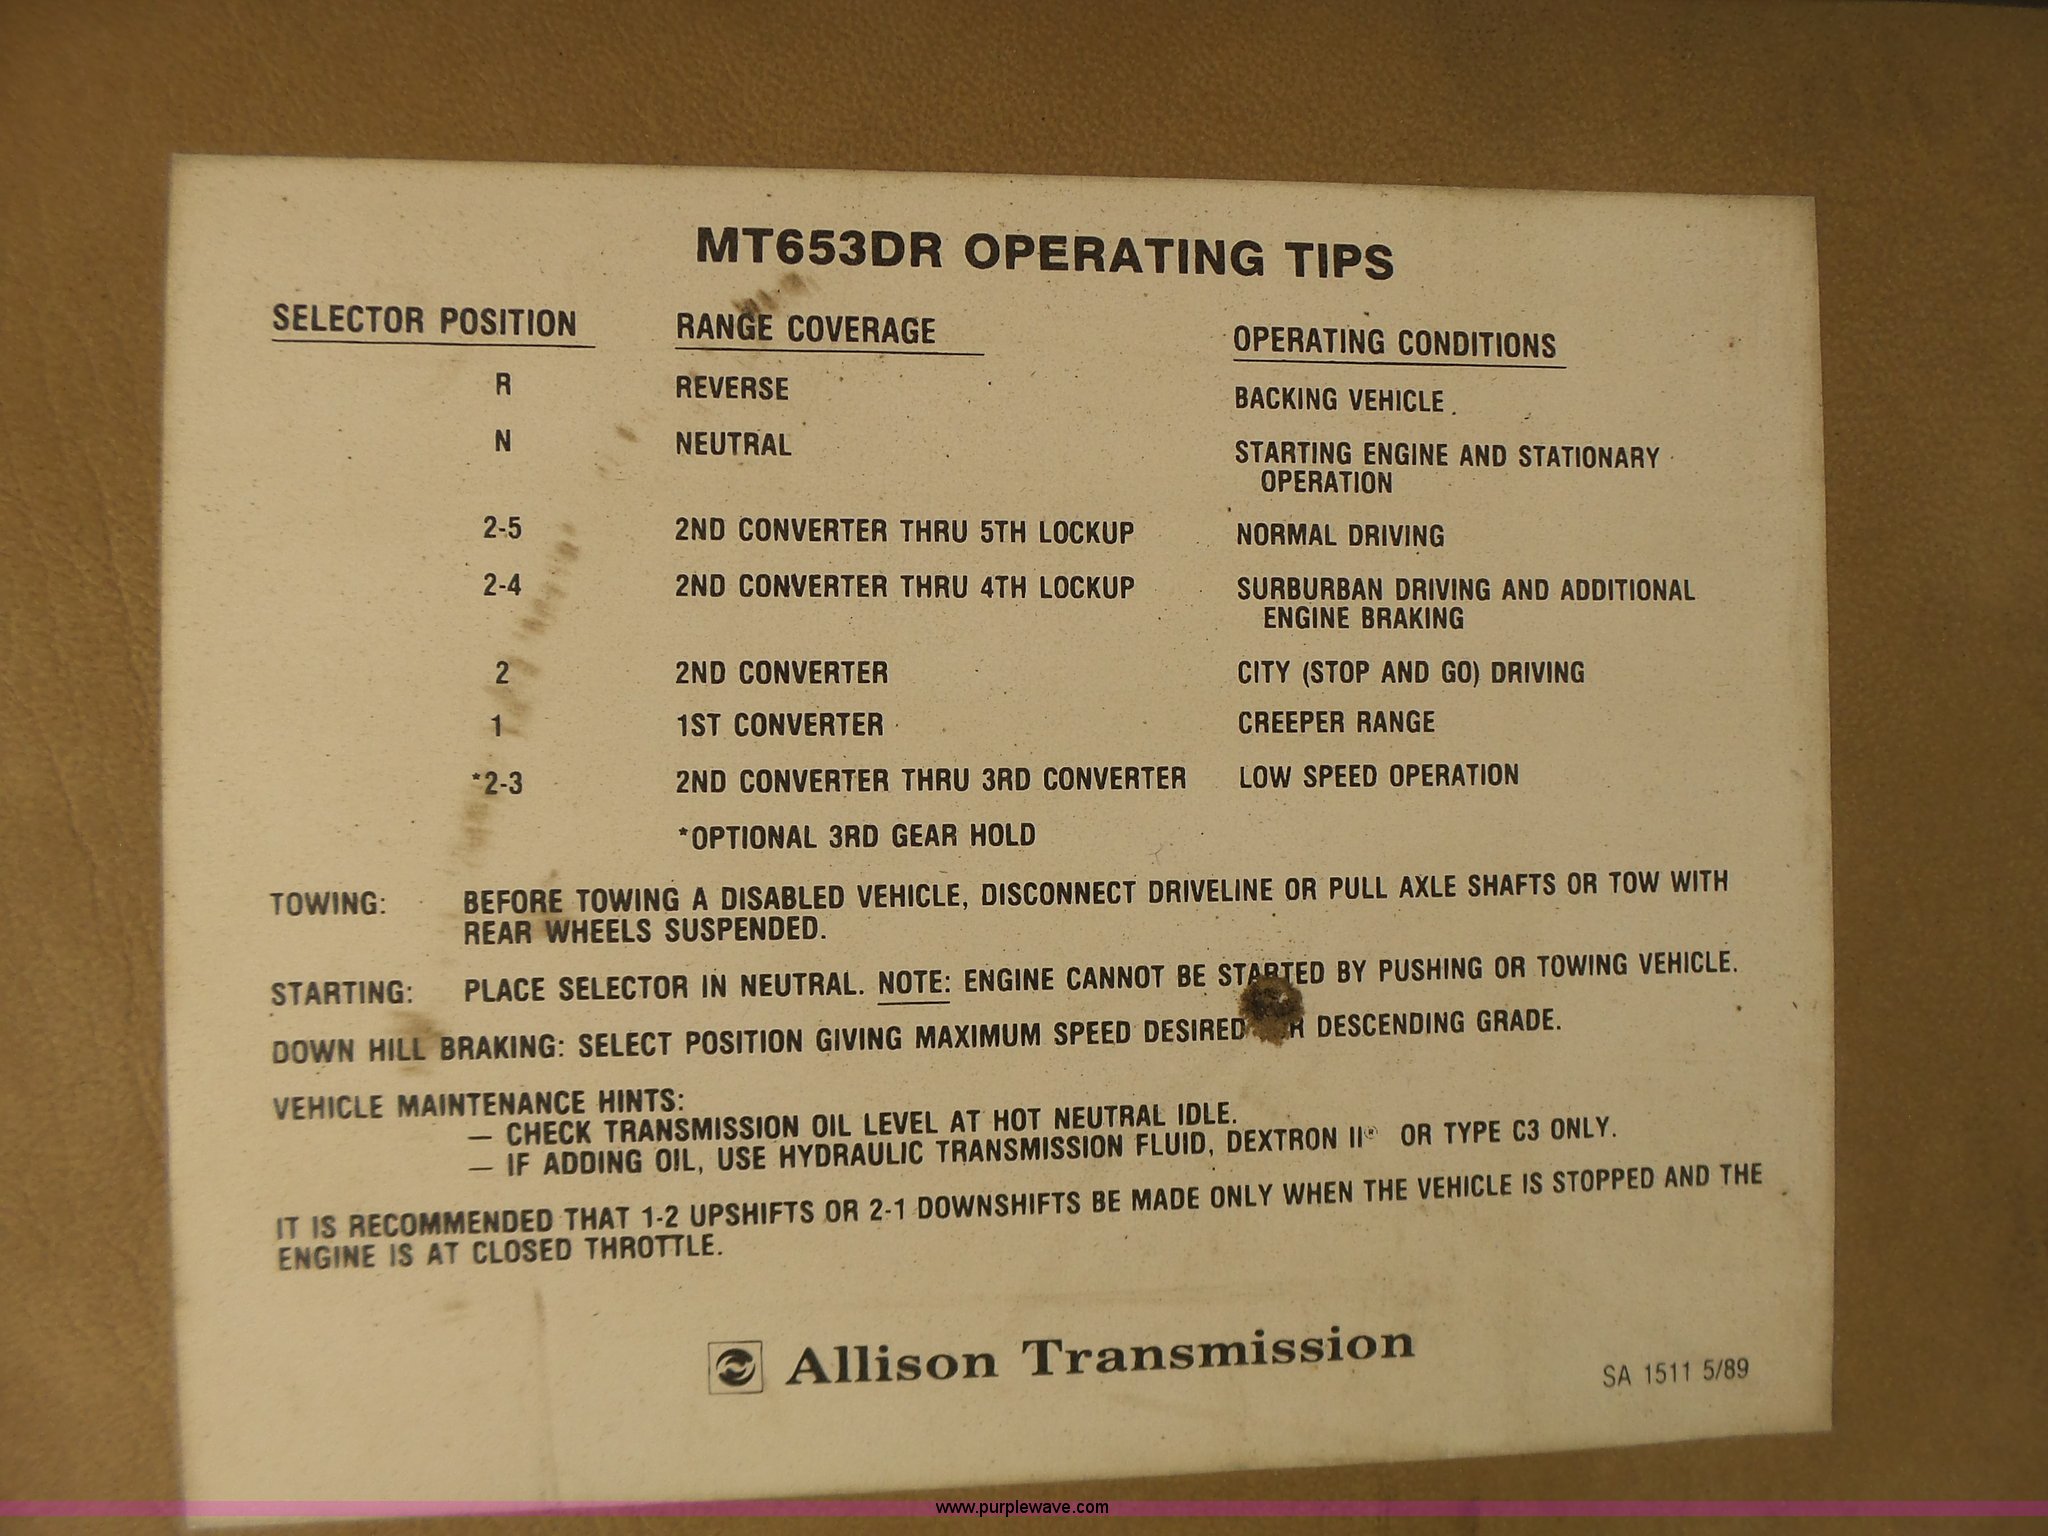 MT653DR OPERATING TIPS
SELECTOR POSITION RANGE COVERAGE OPERATING CONDITIONS
R REVERSE BACKING VEHICLE
N NEUTRAL STARTING ENGINE AND STATIONARY
OPERATION
2-5 2ND CONVERTER THRU 5TH LOCKUP NORMAL DRIVING
2-4 2ND CONVERTER THRU 4TH LOCKUP SURBURBAN DRIVING AND ADDITIONAL
ENGINE BRAKING
2 2ND CONVERTER CITY (STOP AND GO) DRIVING
1 1ST CONVERTER CREEPER RANGE
*2-3 2ND CONVERTER THRU 3RD CONVERTER LOW SPEED OPERATION
*OPTIONAL 3RD GEAR HOLD
TOWING: BEFORE TOWING A DISABLED VEHICLE, DISCONNECT DRIVELINE OR PULL AXLE SHAFTS OR TOW WITH
REAR WHEELS SUSPENDED.
STARTING: PLACE SELECTOR IN NEUTRAL. NOTE: ENGINE CANNOT BE STARTED BY PUSHING OR TOWING VEHICLE.
DOWN HILL BRAKING: SELECT POSITION GIVING MAXIMUM SPEED DESIRED DESCENDING GRADE.
VEHICLE MAINTENANCE HINTS:
— CHECK TRANSMISSION OIL LEVEL AT HOT NEUTRAL IDLE.
— IF ADDING OIL, USE HYDRAULIC TRANSMISSION FLUID, DEXTRON II® OR TYPE C3 ONLY.
IT IS RECOMMENDED THAT 1-2 UPSHIFTS OR 2-1 DOWNSHIFTS BE MADE ONLY WHEN THE VEHICLE IS STOPPED AND THE
ENGINE IS AT CLOSED THROTTLE.
Allison Transmission
SA 1511 5/89
www.purplewave.com